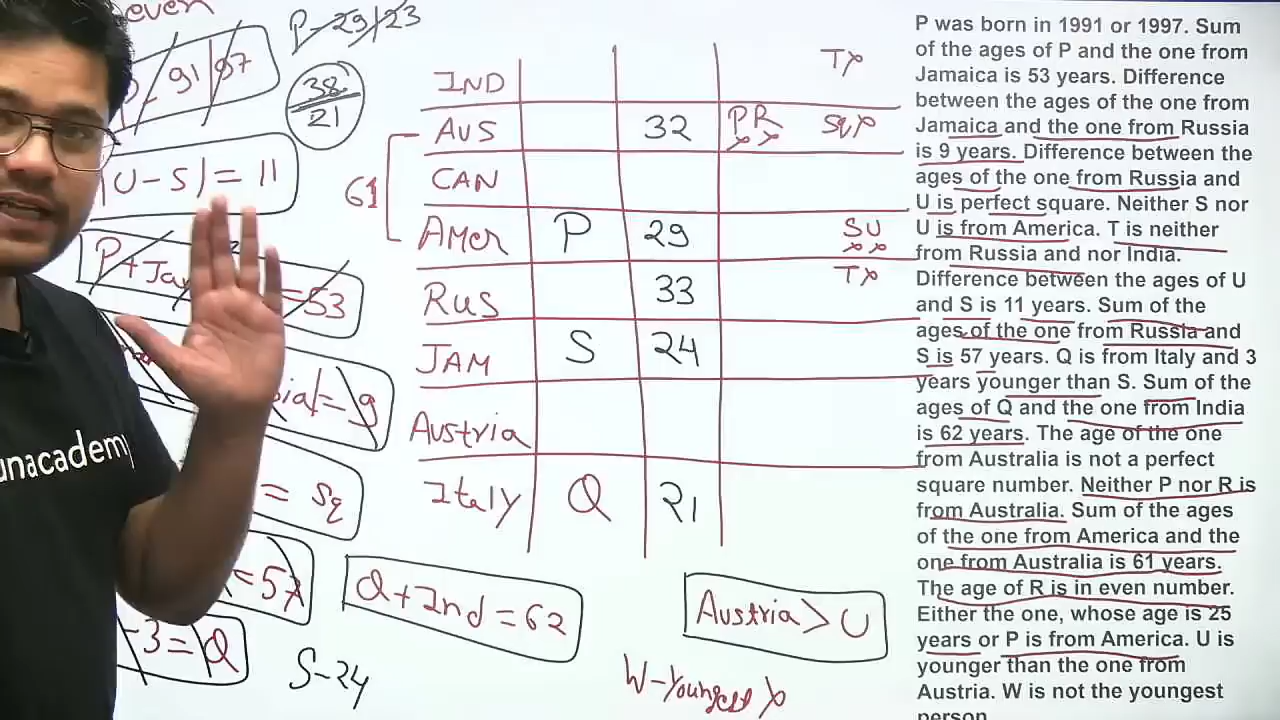 even
P-29/23
91/97
38/21
|U-S|= 11
P+Jam =53
= 9
= Sq
=57
-3=Q
S-24
Q+Ind=62
Austria>U
W-Youngest x
unacademy
61
IND Tx
AUS 32 PR Sqx
x x
CAN
Amer P 29 SU
x x
RUS 33 Tx
JAM S 24
Austria
Italy Q 21
P was born in 1991 or 1997. Sum
of the ages of P and the one from
Jamaica is 53 years. Difference
between the ages of the one from
Jamaica and the one from Russia
is 9 years. Difference between the
ages of the one from Russia and
U is perfect square. Neither S nor
U is from America. T is neither
from Russia and nor India.
Difference between the ages of U
and S is 11 years. Sum of the
ages of the one from Russia and
S is 57 years. Q is from Italy and 3
years younger than S. Sum of the
ages of Q and the one from India
is 62 years. The age of the one
from Australia is not a perfect
square number. Neither P nor R is
from Australia. Sum of the ages
of the one from America and the
one from Australia is 61 years.
The age of R is in even number.
Either the one, whose age is 25
years or P is from America. U is
younger than the one from
Austria. W is not the youngest
person.